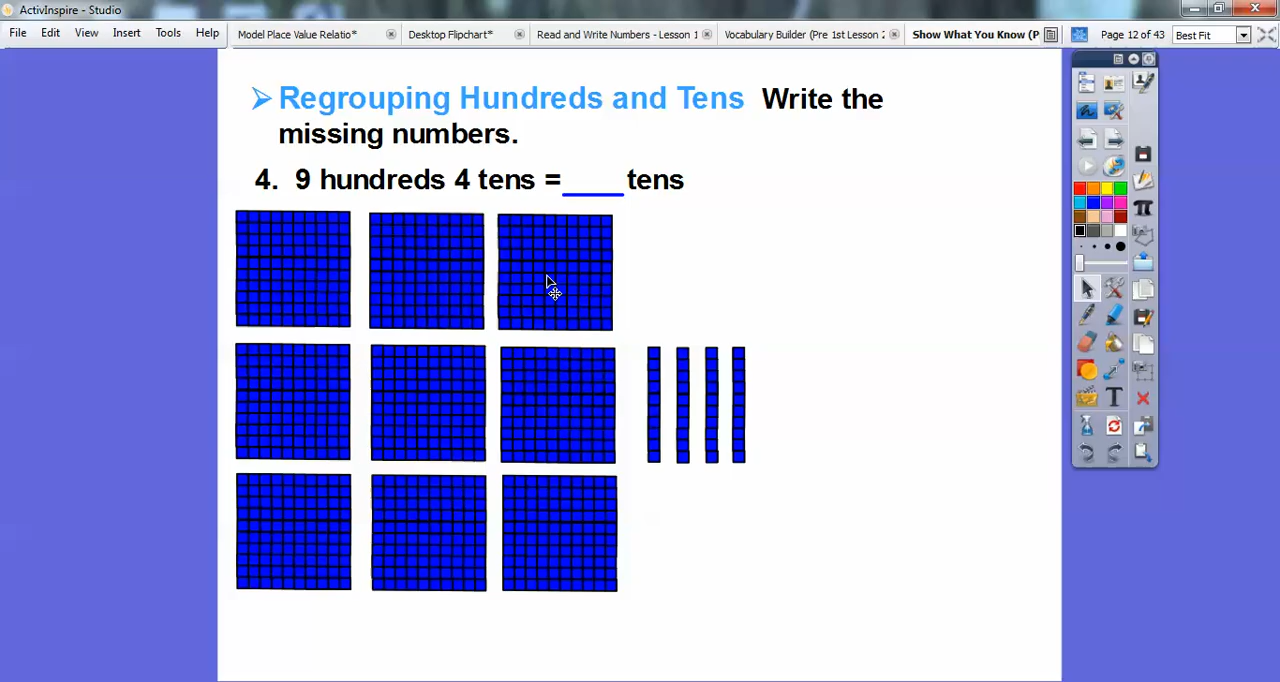 ActivInspire - Studio
File Edit View Insert Tools Help
Model Place Value Relatio*
Desktop Flipchart*
Read and Write Numbers - Lesson 1
Vocabulary Builder (Pre 1st Lesson 2
Show What You Know (P
Page 12 of 43
Best Fit
➢ Regrouping Hundreds and Tens Write the
missing numbers.
4. 9 hundreds 4 tens =____ tens